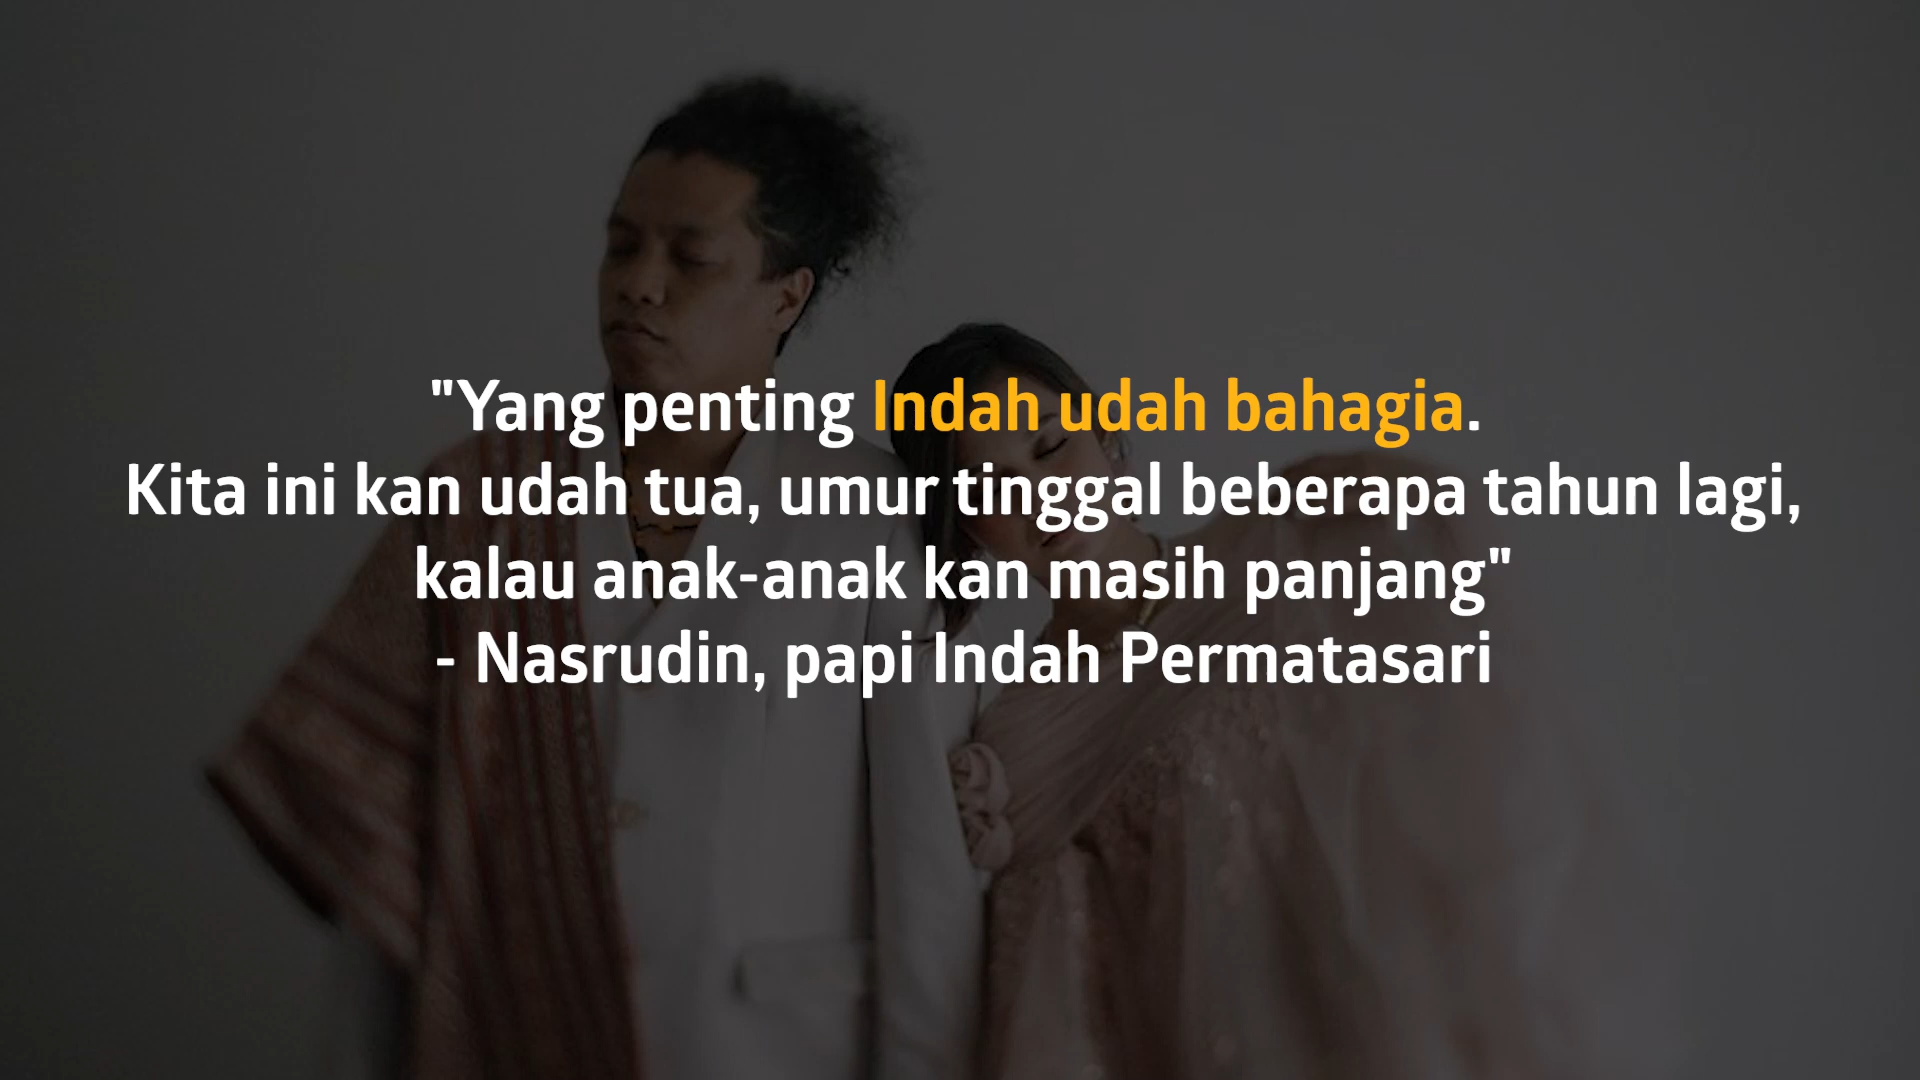 "Yang penting Indah udah bahagia.
Kita ini kan udah tua, umur tinggal beberapa tahun lagi,
kalau anak-anak kan masih panjang"
- Nasrudin, papi Indah Permatasari